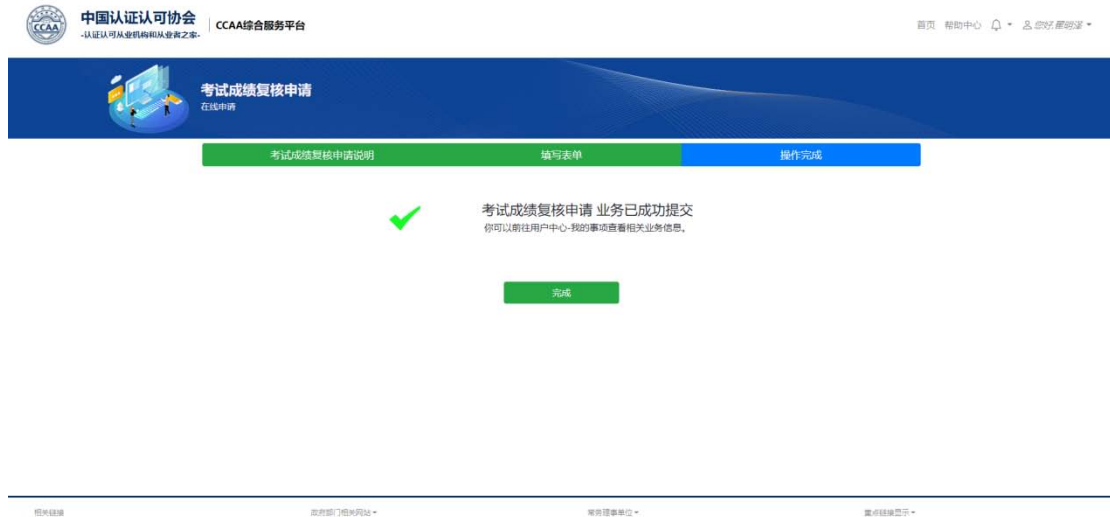 中国认证认可协会
-认证认可从业机构和从业者之家-
CCAA综合服务平台
首页 帮助中心
您好,
CCAA
考试成绩复核申请
在线申请
考试成绩复核申请说明 填写表单 操作完成
考试成绩复核申请 业务已成功提交
你可以前往用户中心-我的事项查看相关业务信息。
完成
相关链接 政府部门相关网站 常务理事单位 重点链接显示